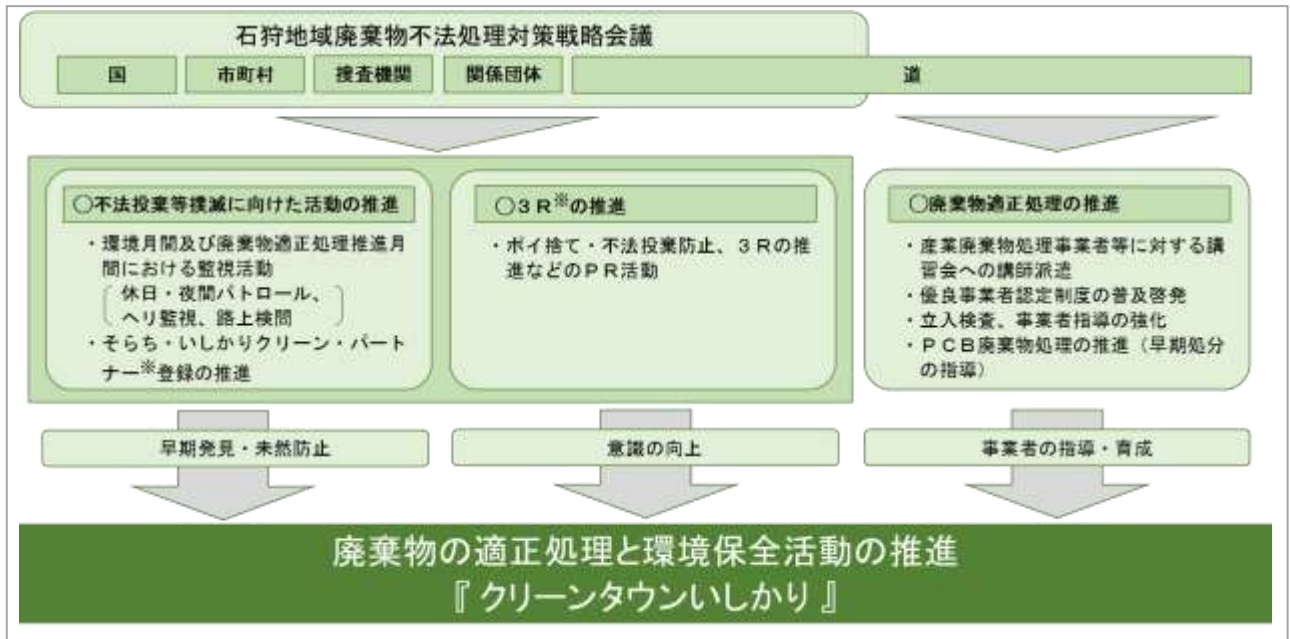 石狩地域廃棄物不法処理対策戦略会議
国
市町村
捜査機関
関係団体
道
○不法投棄等撲滅に向けた活動の推進
・環境月間及び廃棄物適正処理推進月
間における監視活動
休日・夜間パトロール、
ヘリ監視、路上検問
・そらち・いしかりクリーン・パート
ナー※登録の推進
○3R※の推進
・ポイ捨て・不法投棄防止、3Rの推
進などのPR活動
○廃棄物適正処理の推進
・産業廃棄物処理事業者等に対する講
習会への講師派遣
・優良事業者認定制度の普及啓発
・立入検査、事業者指導の強化
・PCB廃棄物処理の推進(早期処分
の指導)
早期発見・未然防止
意識の向上
事業者の指導・育成
廃棄物の適正処理と環境保全活動の推進
『クリーンタウンいしかり』